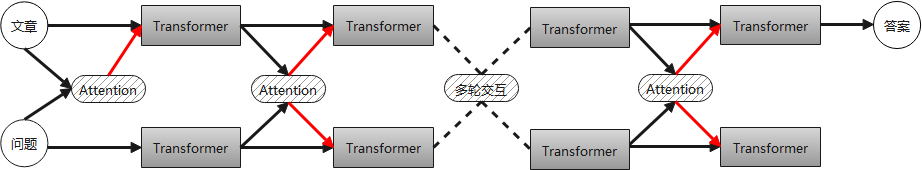 文章
Transformer
Transformer
Transformer
Transformer
答案
Attention
Attention
多轮交互
Attention
问题
Transformer
Transformer
Transformer
Transformer